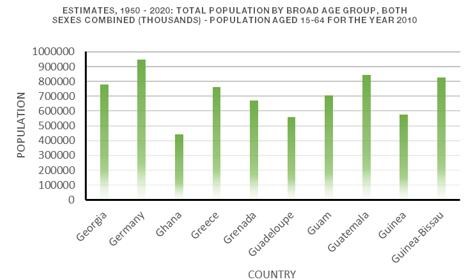 ESTIMATES, 1950 - 2020: TOTAL POPULATION BY BROAD AGE GROUP, BOTH
SEXES COMBINED (THOUSANDS) - POPULATION AGED 15-64 FOR THE YEAR 2010
1000000
900000
800000
700000
600000
500000
400000
300000
200000
100000
0
POPULATION
Georgia
Germany
Ghana
Greece
Grenada
Guadeloupe
Guam
Guatemala
Guinea
Guinea-Bissau
COUNTRY